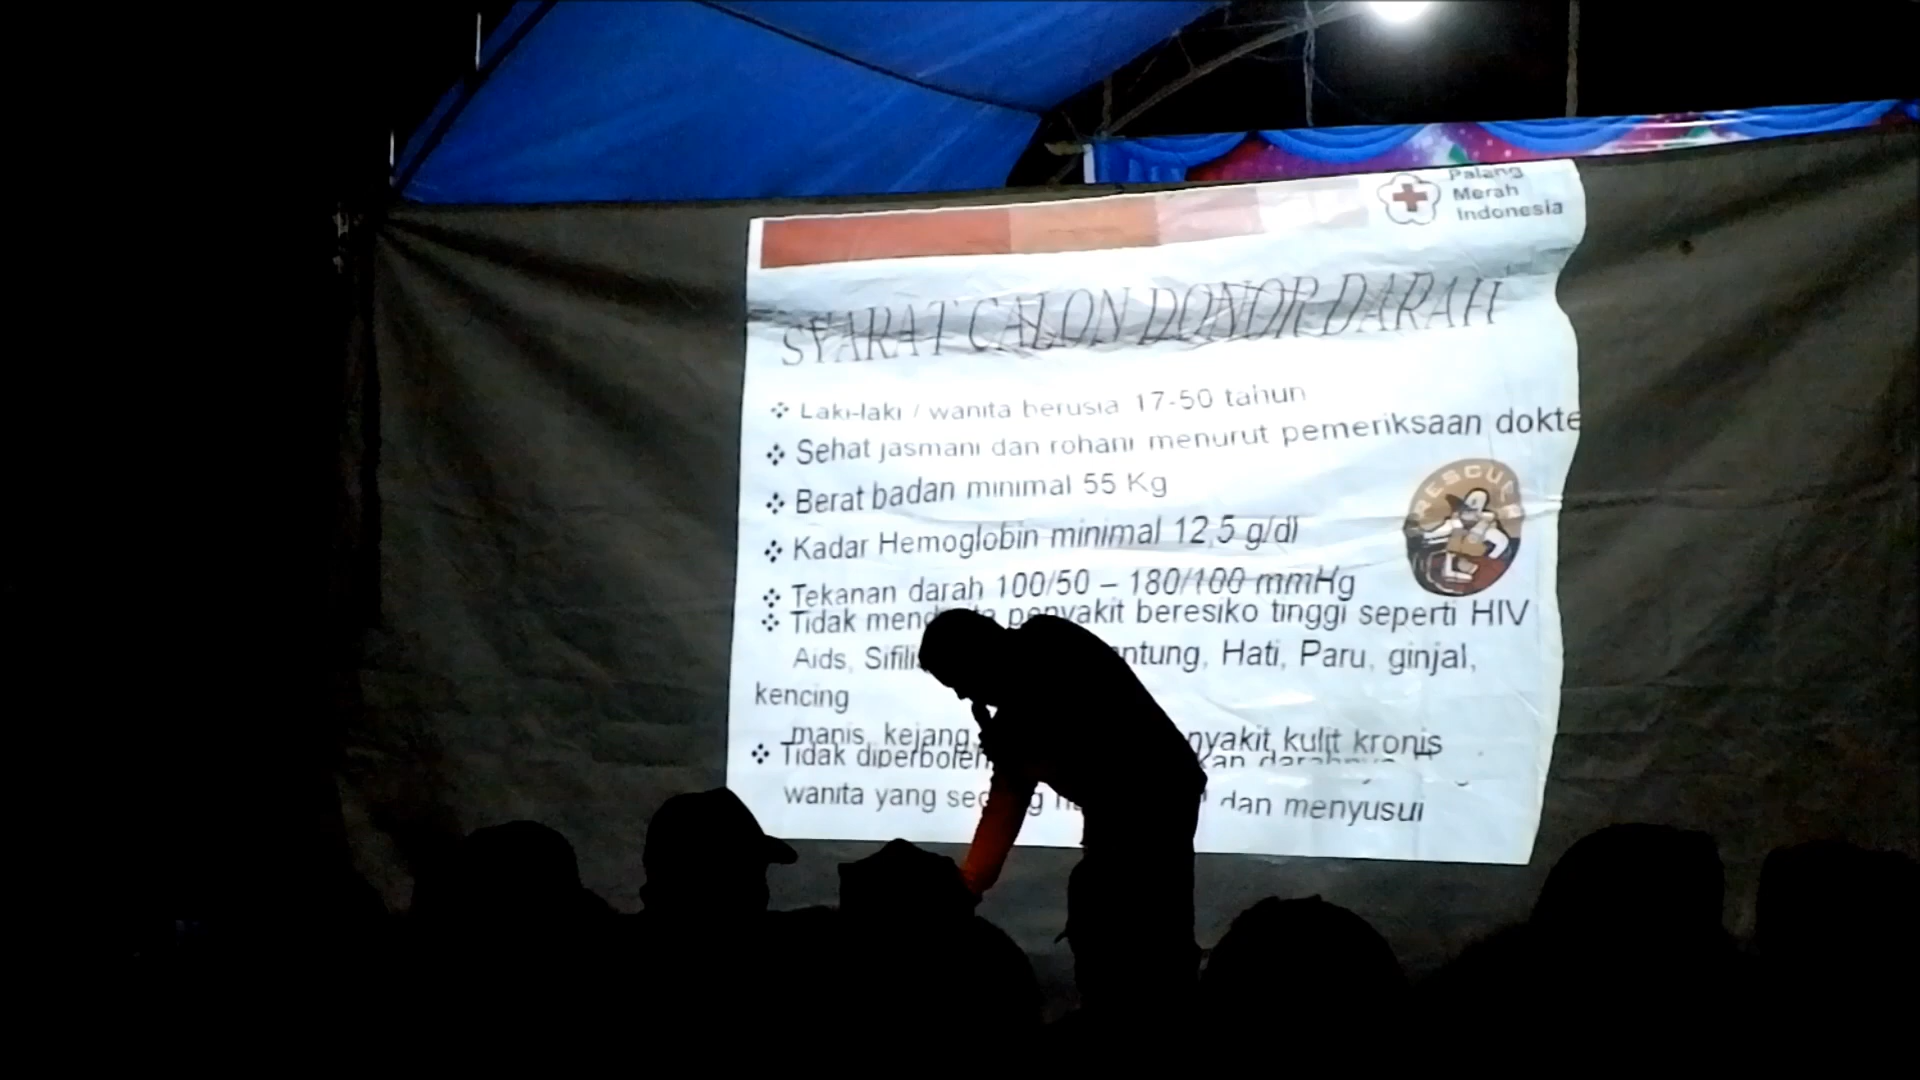 Palang
Merah
Indonesia
SYARAT CALON DONOR DARAH
Laki-laki / wanita berusia 17-50 tahun
Sehat jasmani dan rohani menurut pemeriksaan dokte
Berat badan minimal 55 Kg
Kadar Hemoglobin minimal 12,5 g/dl
RESCUER
Tekanan darah 100/50 – 180/100 mmHg
Tidak penyakit beresiko tinggi seperti HIV
Aids, Hati, Paru, ginjal,
kencing
manis, kejang kulit kronis
Tidak
wanita yang dan menyusui